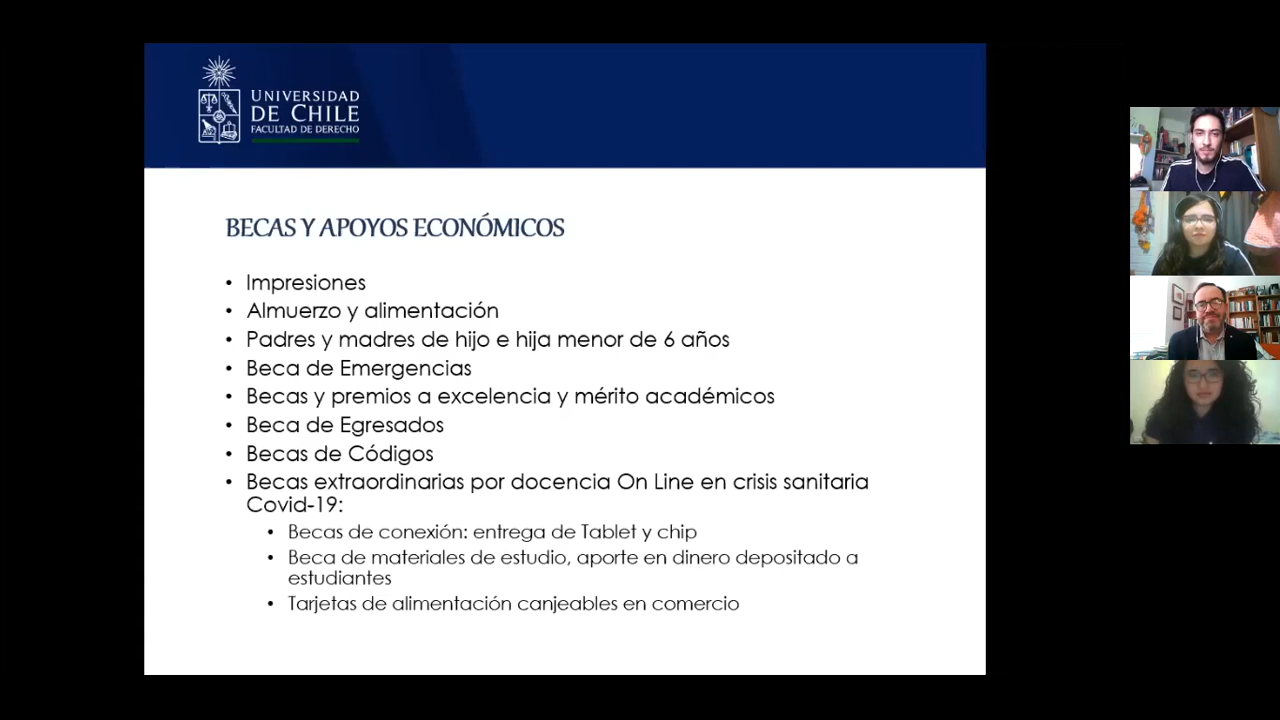 UNIVERSIDAD
DE CHILE
FACULTAD DE DERECHO
BECAS Y APOYOS ECONÓMICOS
• Impresiones
• Almuerzo y alimentación
• Padres y madres de hijo e hija menor de 6 años
• Beca de Emergencias
• Becas y premios a excelencia y mérito académicos
• Beca de Egresados
• Becas de Códigos
• Becas extraordinarias por docencia On Line en crisis sanitaria
Covid-19:
• Becas de conexión: entrega de Tablet y chip
• Beca de materiales de estudio, aporte en dinero depositado a
estudiantes
• Tarjetas de alimentación canjeables en comercio